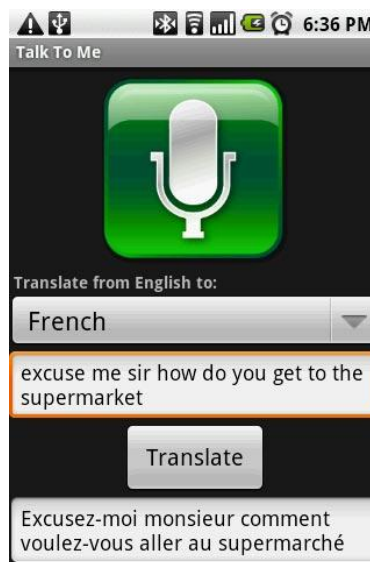 6:36 PM
Talk To Me
Translate from English to:
French
excuse me sir how do you get to the
supermarket
Translate
Excusez-moi monsieur comment
voulez-vous aller au supermarché